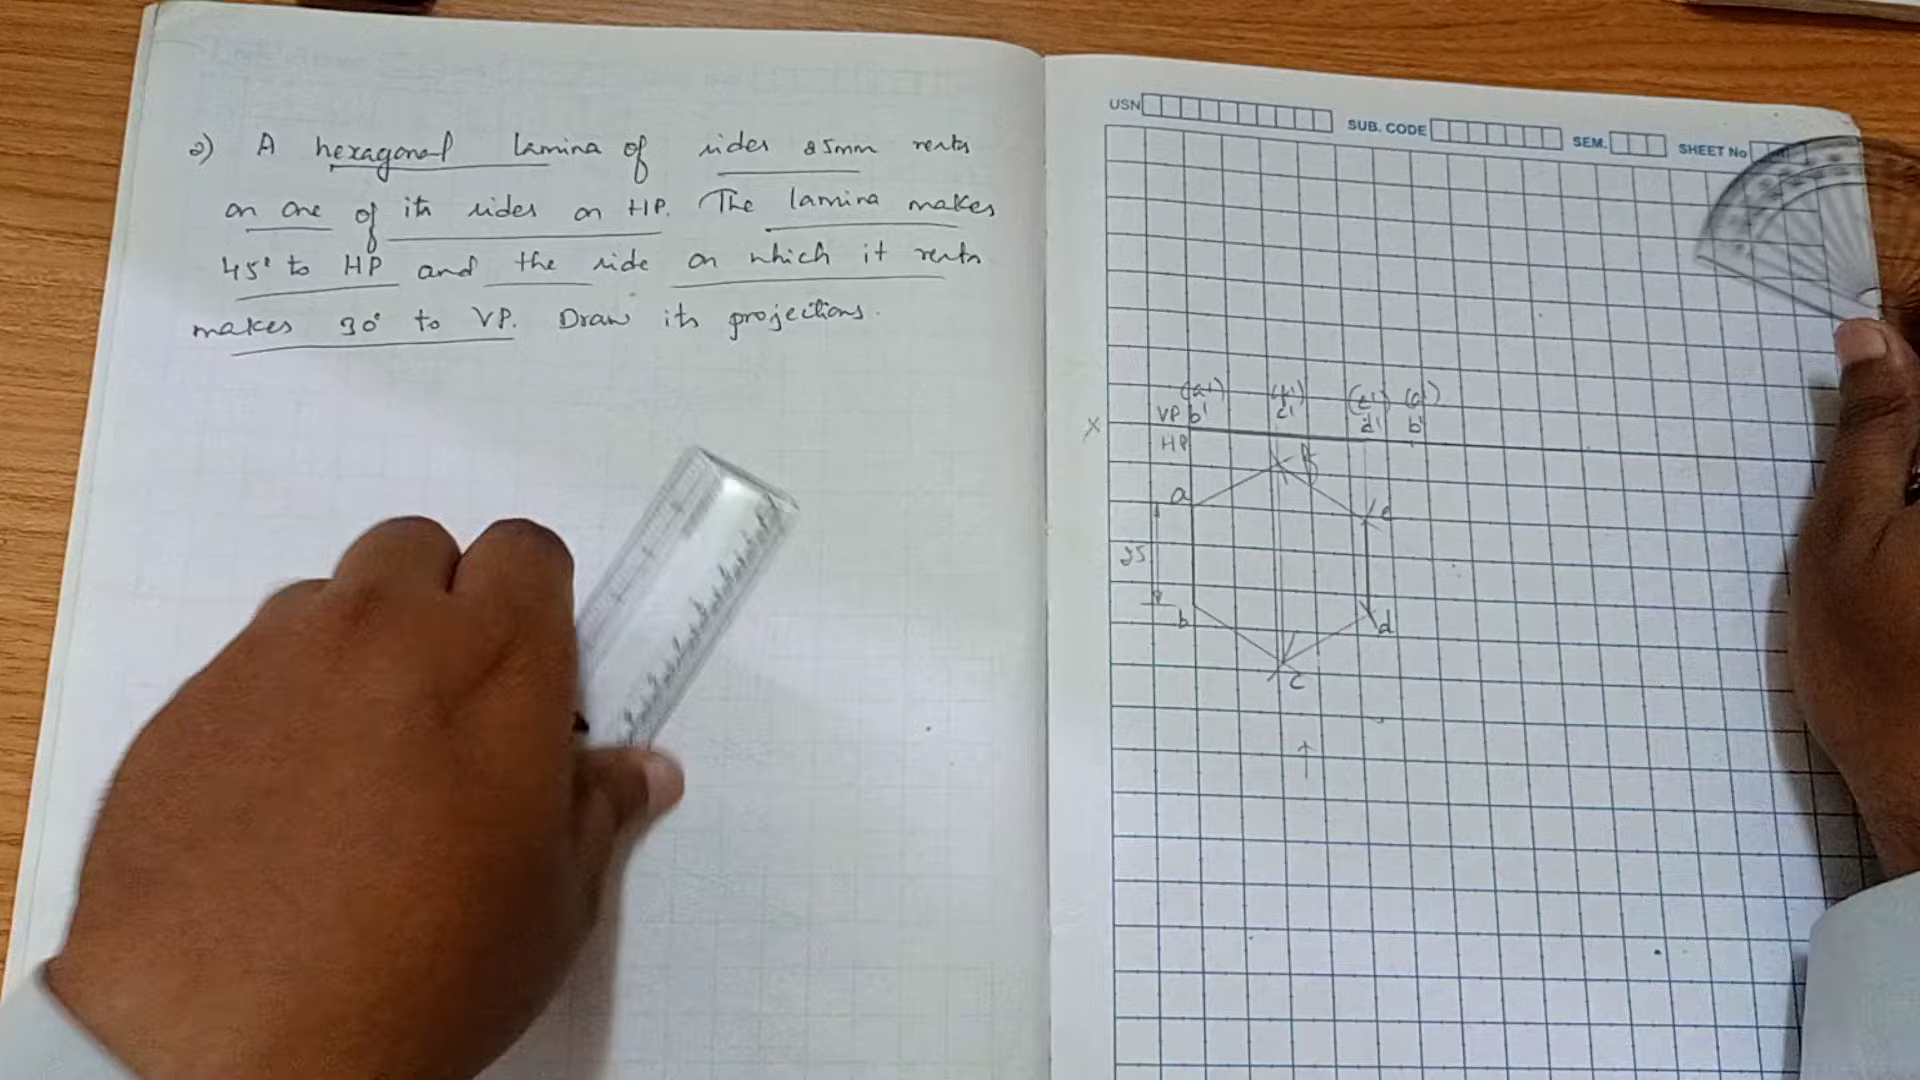 2) A hexagonal lamina of sides 25mm rests
on one of its sides on HP. The lamina makes
45° to HP and the side on which it rests
makes 30° to VP. Draw its projections.
USN SUB. CODE SEM. SHEET No
(a') (f') (e') (a')
VP b' c' d' b'
X HP
f
a e
25
b d
c